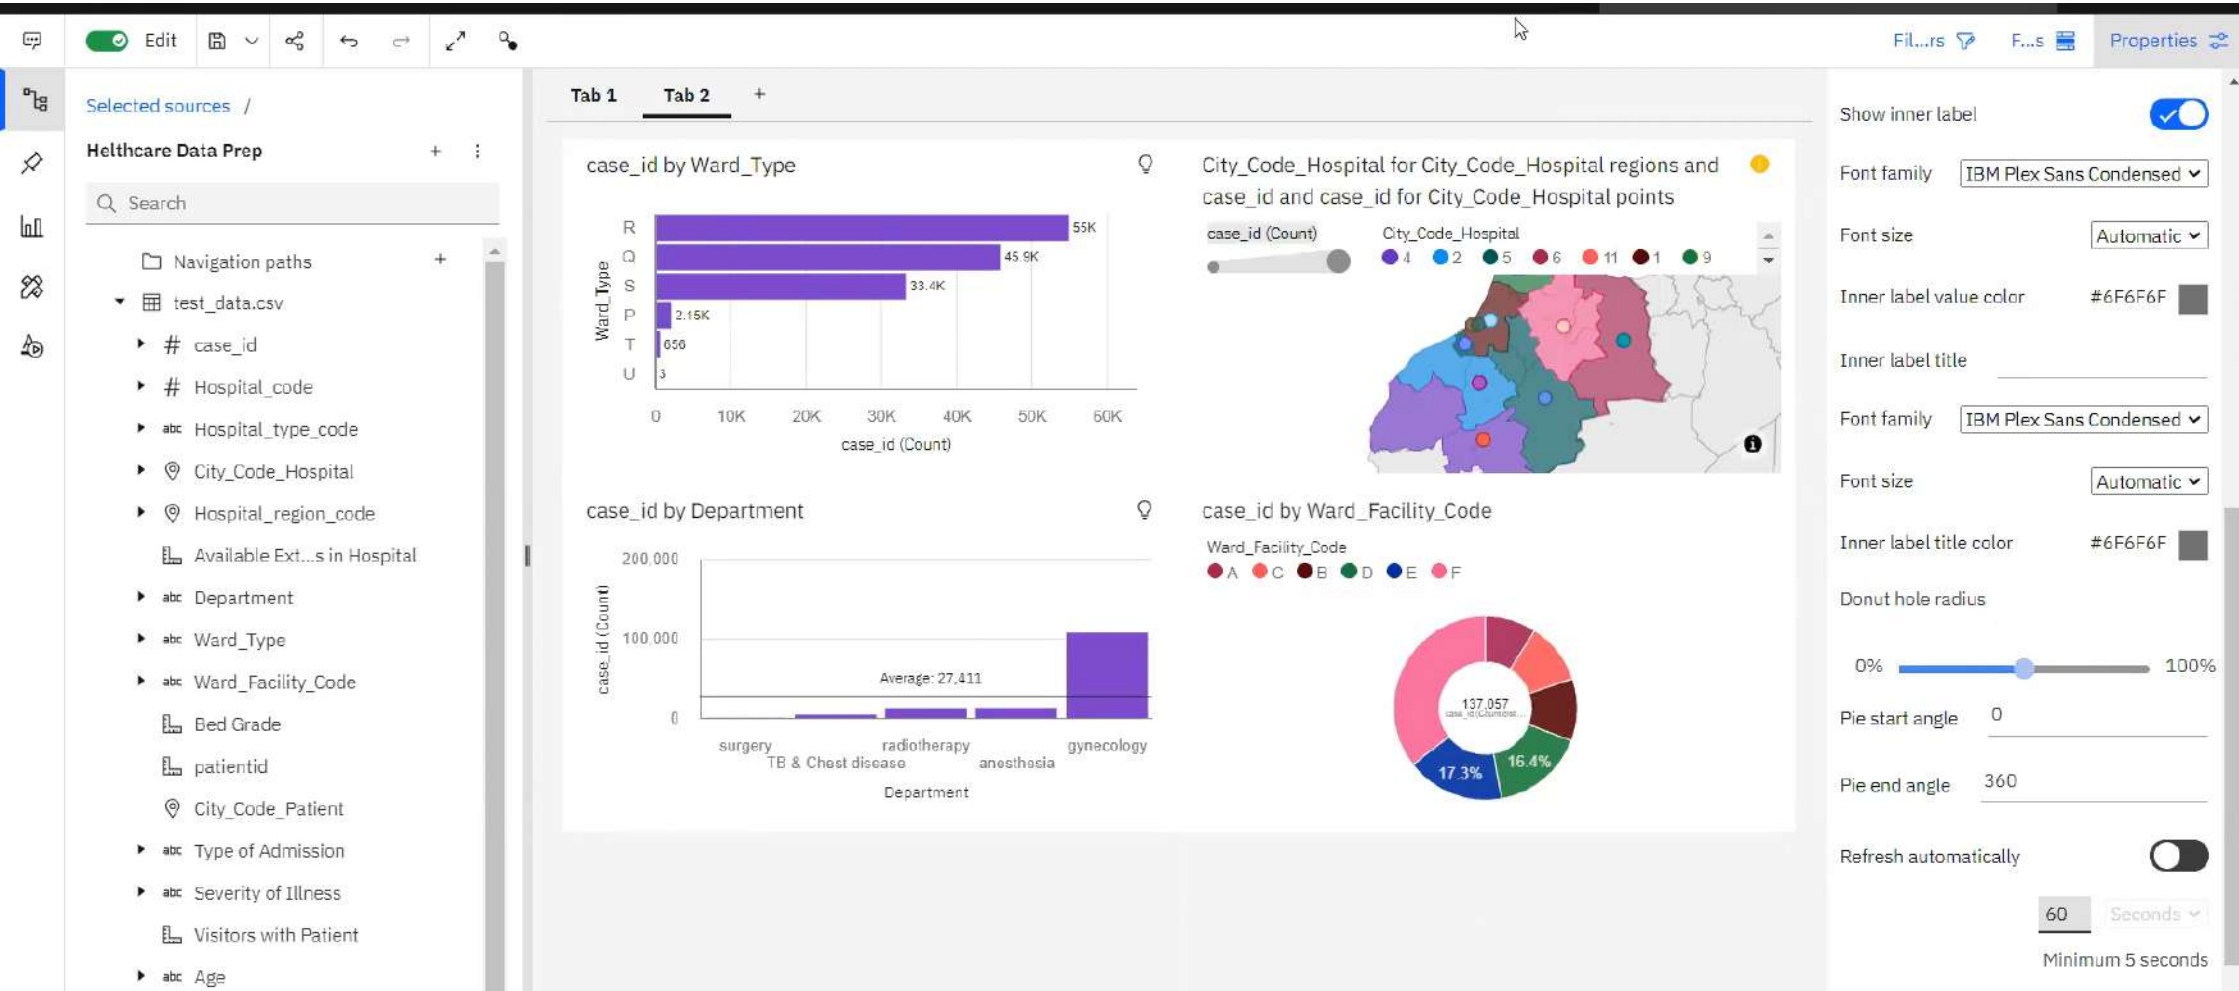 Edit
Fil...rs
F...s
Properties
Selected sources /
Helthcare Data Prep
Search
Navigation paths
test_data.csv
# case_id
# Hospital_code
abc Hospital_type_code
City_Code_Hospital
Hospital_region_code
Available Ext...s in Hospital
abc Department
abc Ward_Type
abc Ward_Facility_Code
Bed Grade
patientid
City_Code_Patient
abc Type of Admission
abc Severity of Illness
Visitors with Patient
abc Age
Tab 1 Tab 2 +
case_id by Ward_Type
Ward_Type
R 55K
Q 45.9K
S 33.4K
P 2.15K
T 656
U 3
0 10K 20K 30K 40K 50K 60K
case_id (Count)
City_Code_Hospital for City_Code_Hospital regions and
case_id and case_id for City_Code_Hospital points
case_id (Count)
City_Code_Hospital
4 2 5 6 11 1 9
case_id by Department
case_id (Count)
200,000
100,000
0
Average: 27,411
surgery radiotherapy gynecology
TB & Chest disease anesthesia
Department
case_id by Ward_Facility_Code
Ward_Facility_Code
A C B D E F
137,057
17.3%
16.4%
Show inner label
Font family IBM Plex Sans Condensed
Font size Automatic
Inner label value color #6F6F6F
Inner label title
Font family IBM Plex Sans Condensed
Font size Automatic
Inner label title color #6F6F6F
Donut hole radius
0% 100%
Pie start angle 0
Pie end angle 360
Refresh automatically
60 Seconds
Minimum 5 seconds